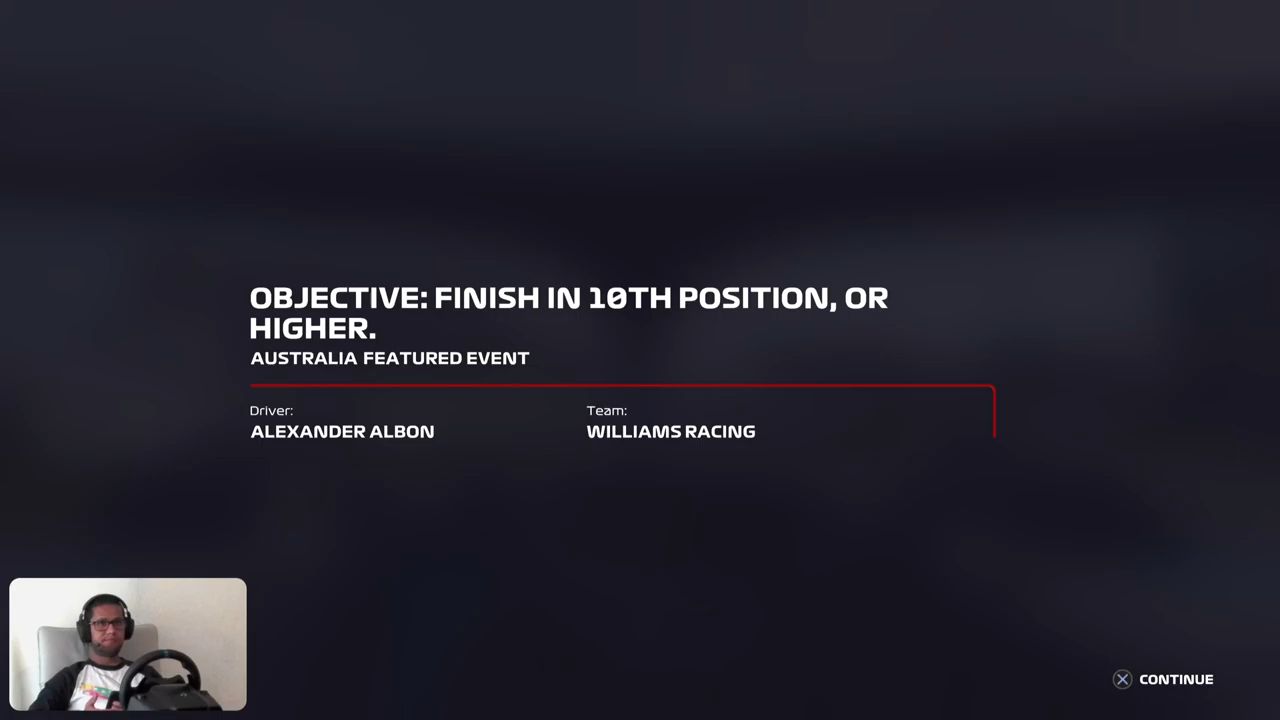 OBJECTIVE: FINISH IN 10TH POSITION, OR
HIGHER.
AUSTRALIA FEATURED EVENT
Driver:
ALEXANDER ALBON
Team:
WILLIAMS RACING
CONTINUE